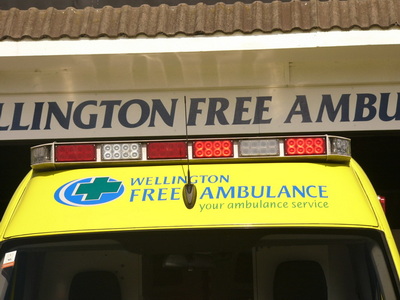 LLINGTON FREE AMBU
WELLINGTON
FREE AMBULANCE
your ambulance service